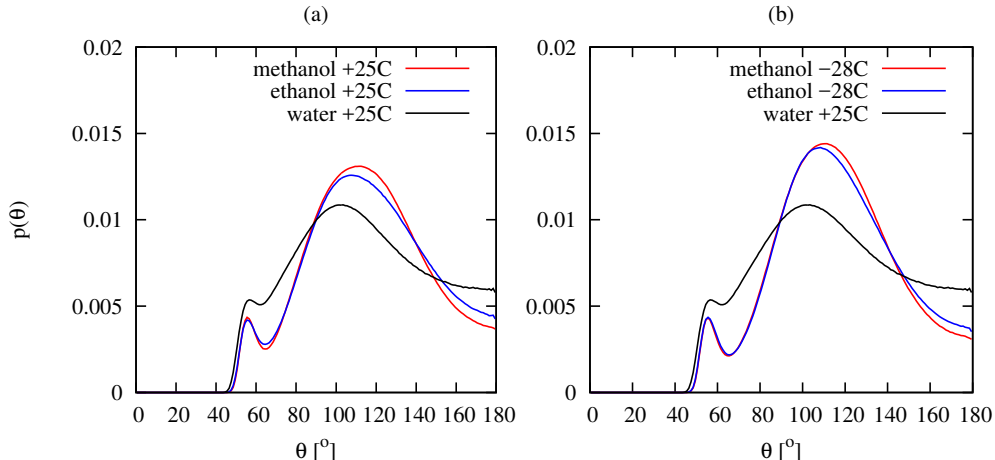 (a)
(b)
p(θ)
0.02
0.015
0.01
0.005
0
methanol +25C
ethanol +25C
water +25C
0 20 40 60 80 100 120 140 160 180
θ [°]
0.02
0.015
0.01
0.005
0
methanol −28C
ethanol −28C
water +25C
0 20 40 60 80 100 120 140 160 180
θ [°]